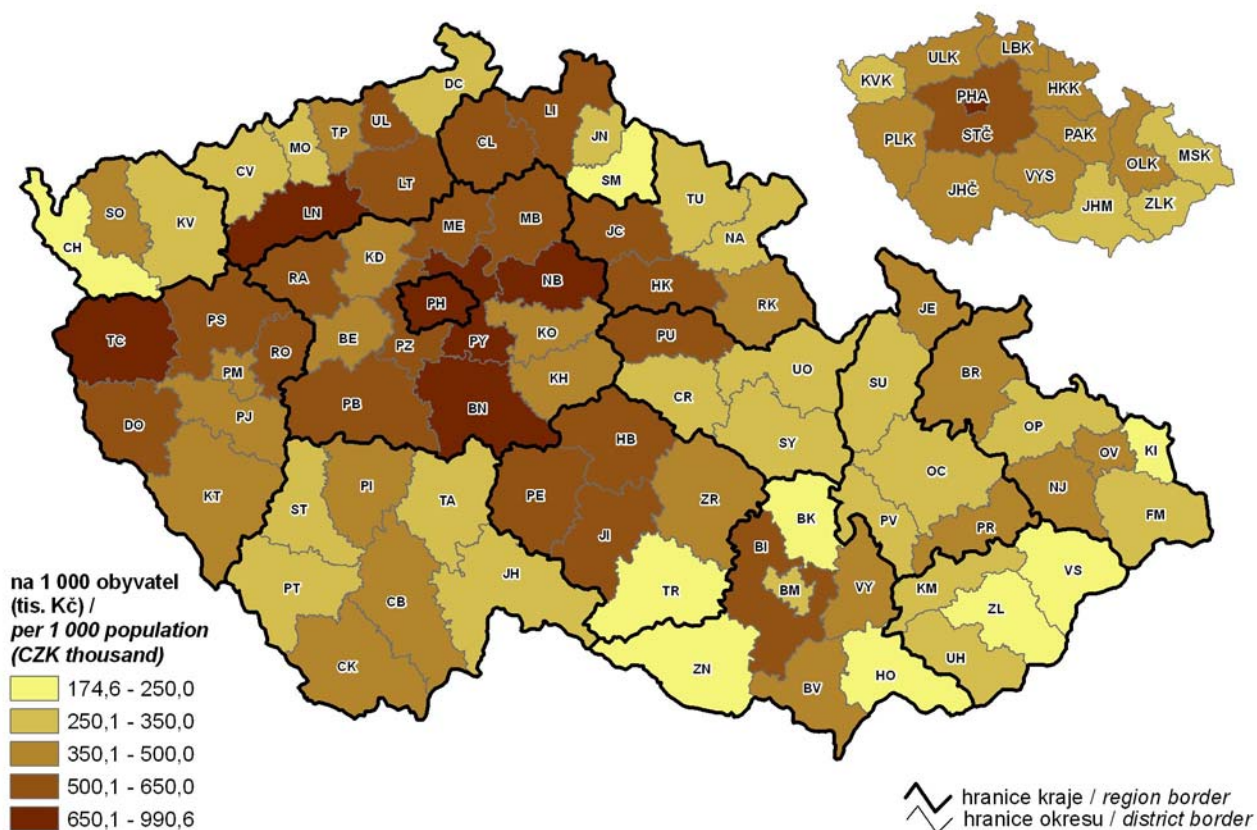 DC
LI
UL
TP
CL
JN
MO
CV
LT
SM
TU
LN
SO
KV
CH
ME
MB
JC
NA
KD
RA
NB
HK
PH
RK
TC
PS
KO
PU
BE
PZ
PY
RO
PM
KH
UO
CR
PB
BN
DO
PJ
SY
HB
KT
PI
TA
ST
PE
ZR
JI
BK
JE
BR
SU
OP
OV
KI
OC
NJ
FM
PR
PV
BI
VS
JH
PT
CB
TR
BM
VY
KM
ZL
UH
CK
ZN
BV
HO
LBK
ULK
KVK
HKK
PHA
STČ
PAK
PLK
OLK
MSK
VYS
JHČ
JHM
ZLK
na 1 000 obyvatel
(tis. Kč) /
per 1 000 population
(CZK thousand)
174,6 - 250,0
250,1 - 350,0
350,1 - 500,0
500,1 - 650,0
650,1 - 990,6
hranice kraje / region border
hranice okresu / district border